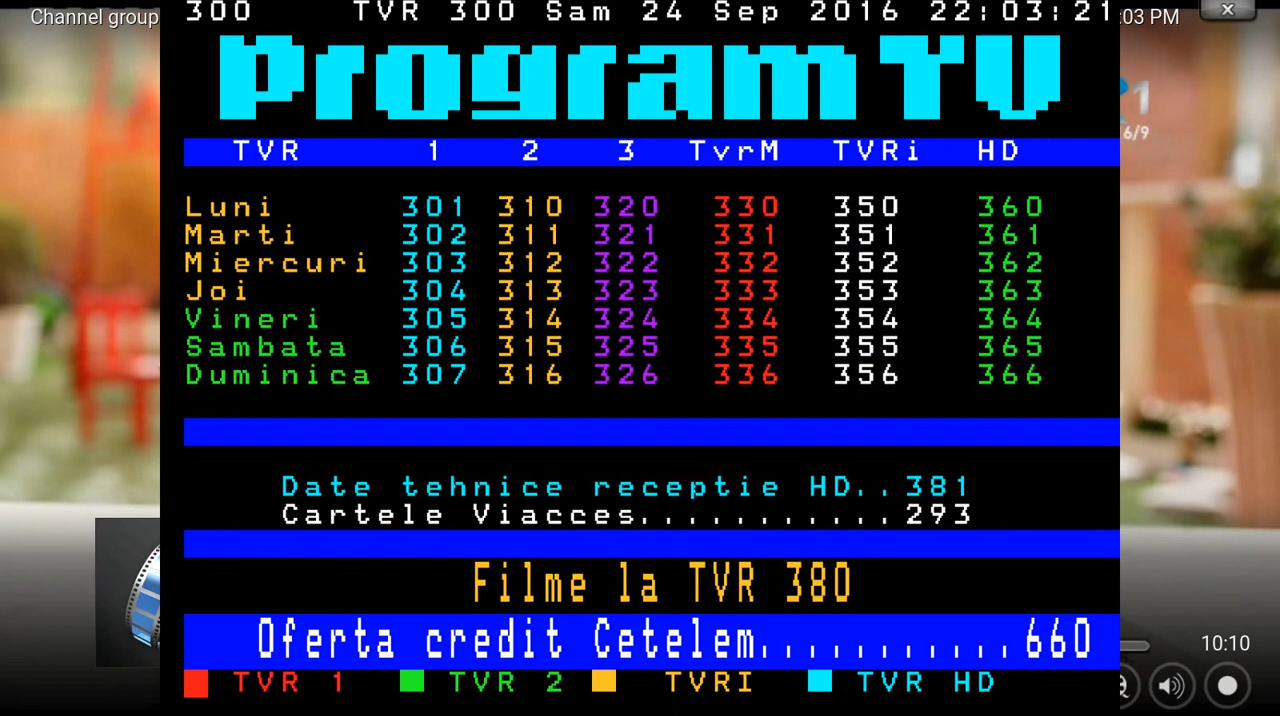 Channel group
300 TVR 300 Sam 24 Sep 2016 22:03:21
:03 PM
Program TV
1
6/9
TVR 1 2 3 TvrM TVRi HD
Luni 301 310 320 330 350 360
Marti 302 311 321 331 351 361
Miercuri 303 312 322 332 352 362
Joi 304 313 323 333 353 363
Vineri 305 314 324 334 354 364
Sambata 306 315 325 335 355 365
Duminica 307 316 326 336 356 366
Date tehnice receptie HD..381
Cartele Viacces...........293
Filme la TVR 380
Oferta credit Cetelem...........660
10:10
TVR 1 TVR 2 TVRI TVR HD